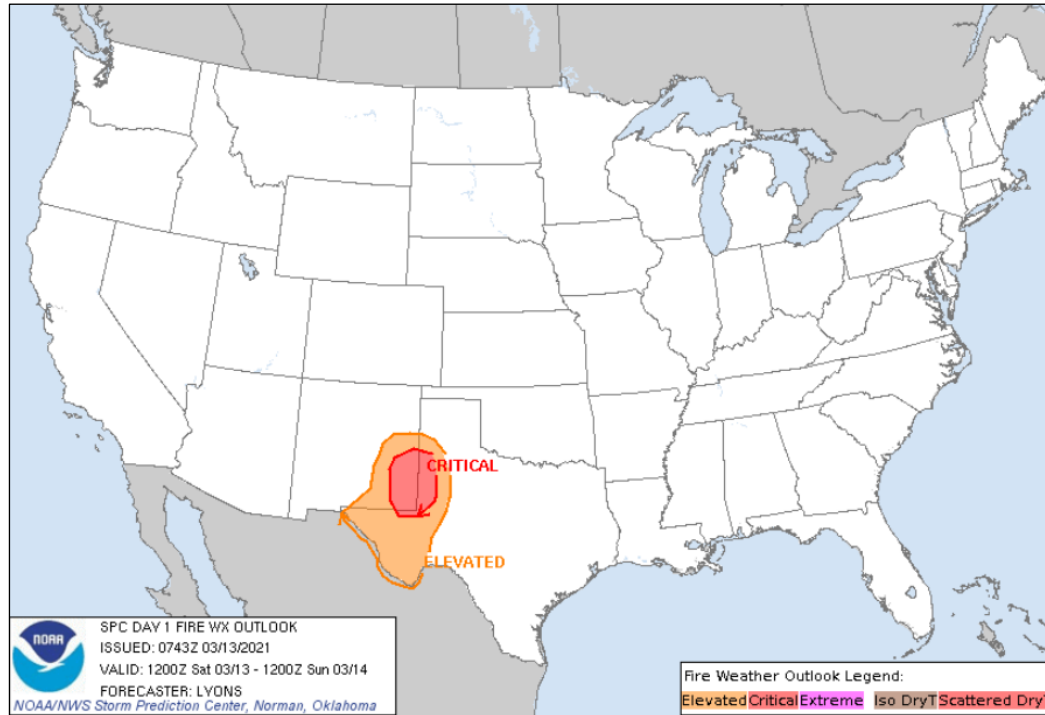 CRITICAL
ELEVATED
NOAA
SPC DAY 1 FIRE WX OUTLOOK
ISSUED: 0743Z 03/13/2021
VALID: 1200Z Sat 03/13 - 1200Z Sun 03/14
FORECASTER: LYONS
NOAA/NWS Storm Prediction Center, Norman, Oklahoma
Fire Weather Outlook Legend:
Elevated Critical Extreme Iso DryT Scattered DryT